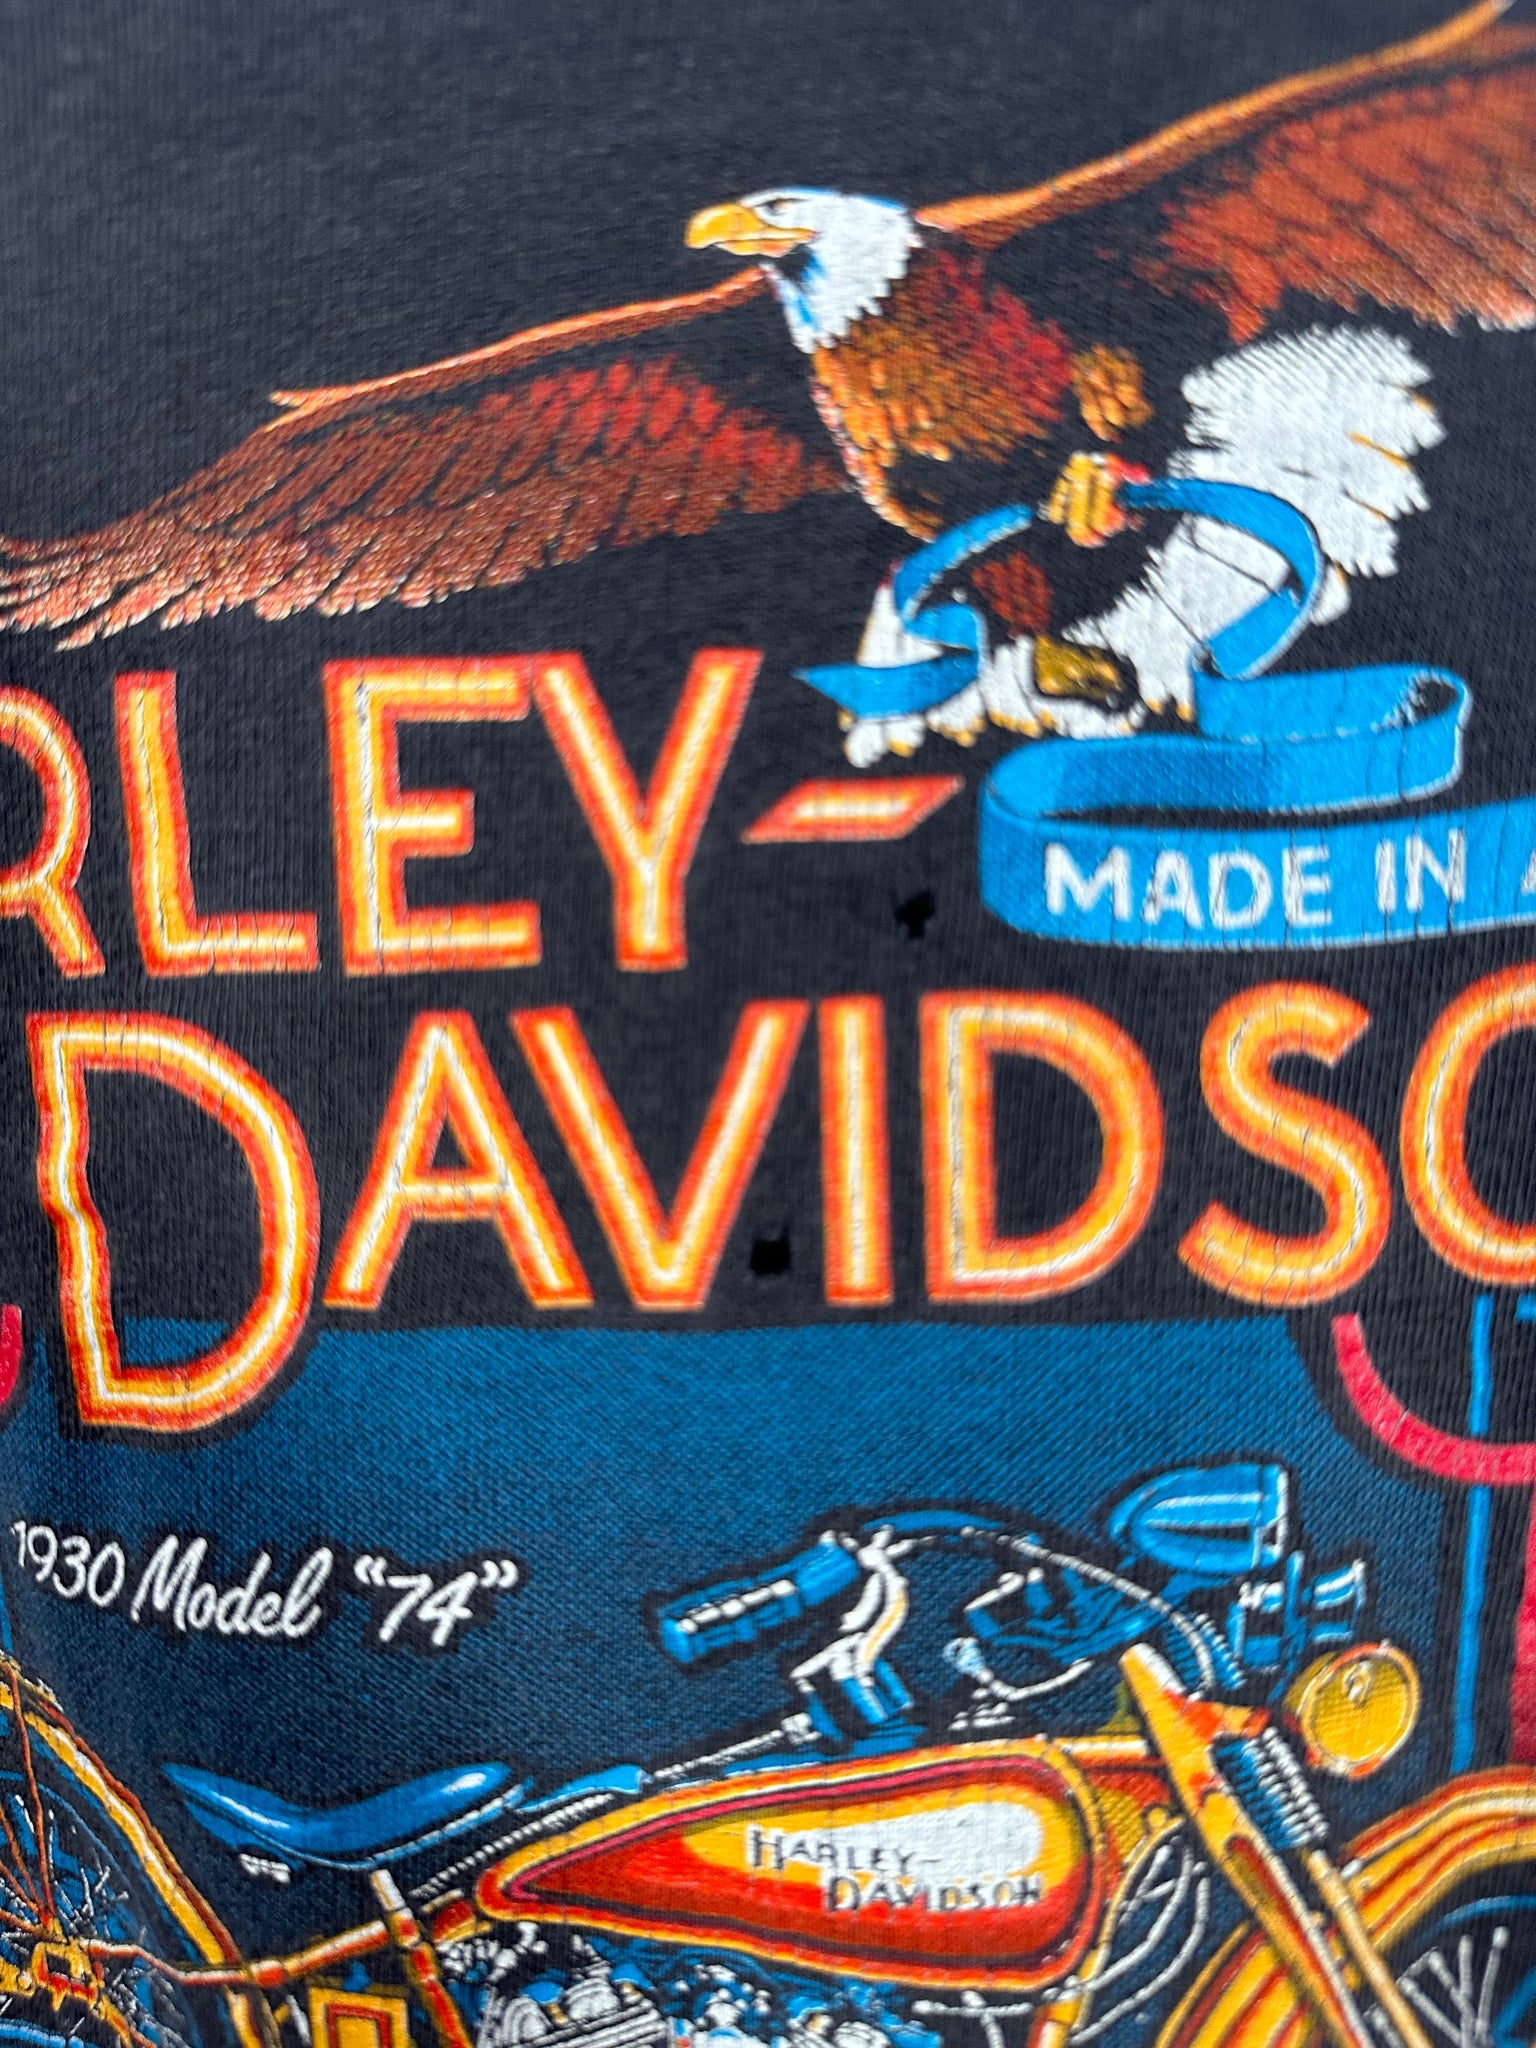 RLEY-
MADE IN
DAVIDSO
1930 Model "74"
HARLEY-
DAVIDSON